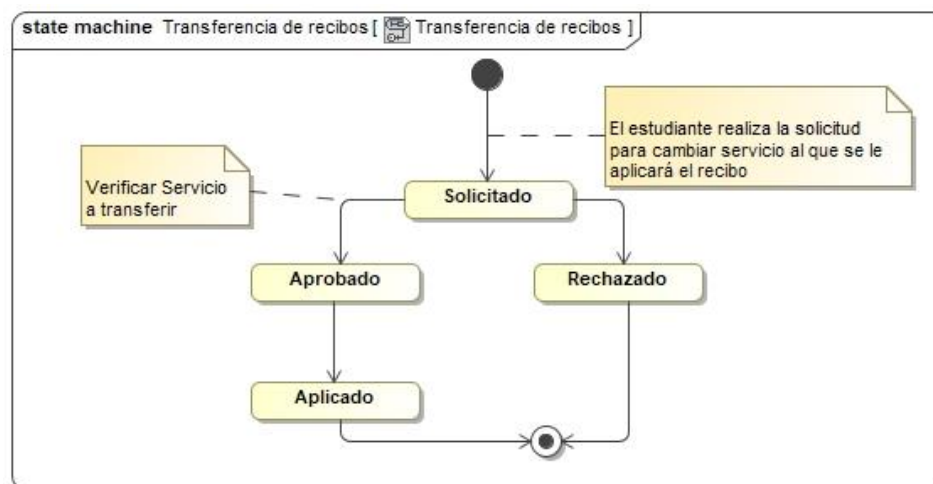 state machine Transferencia de recibos [ Transferencia de recibos ]
El estudiante realiza la solicitud
para cambiar servicio al que se le
aplicará el recibo
Verificar Servicio
a transferir
Solicitado
Aprobado
Rechazado
Aplicado